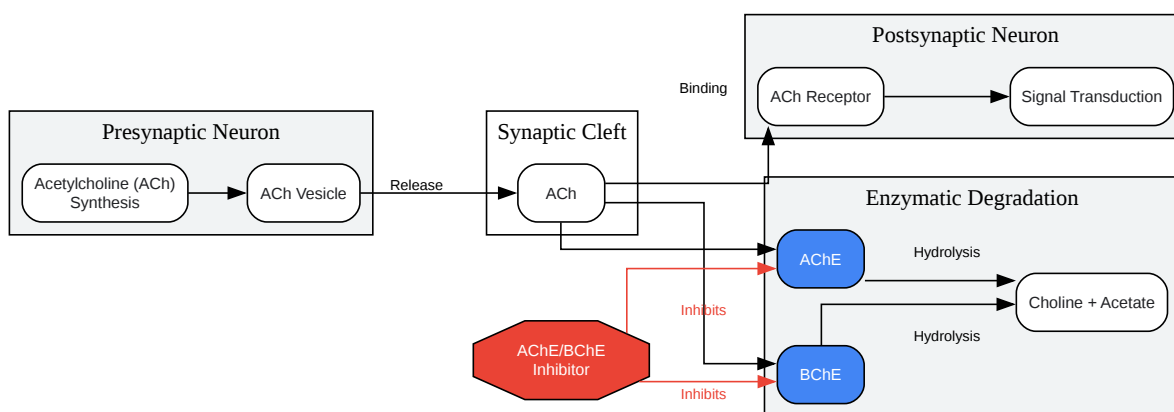 Postsynaptic Neuron
Binding
ACh Receptor
Signal Transduction
Presynaptic Neuron
Acetylcholine (ACh)
Synthesis
ACh Vesicle
Release
Synaptic Cleft
ACh
Enzymatic Degradation
AChE
Hydrolysis
Choline + Acetate
Inhibits
Hydrolysis
AChE/BChE
Inhibitor
BChE
Inhibits